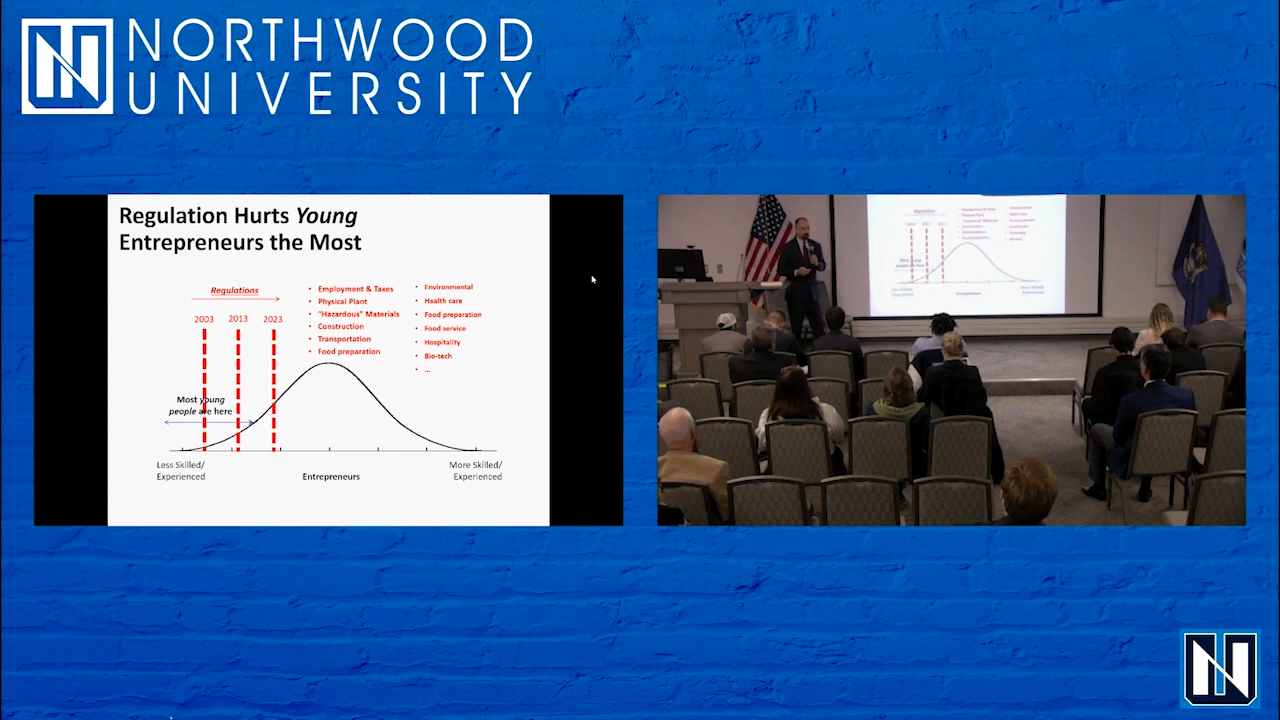 NORTHWOOD
UNIVERSITY
Regulation Hurts Young
Entrepreneurs the Most
Regulations
2003 2013 2023
• Employment & Taxes
• Physical Plant
• "Hazardous" Materials
• Construction
• Transportation
• Food preparation
• Environmental
• Health care
• Food preparation
• Food service
• Hospitality
• Bio-tech
• ...
Most young
people are here
Less Skilled/
Experienced
Entrepreneurs
More Skilled/
Experienced